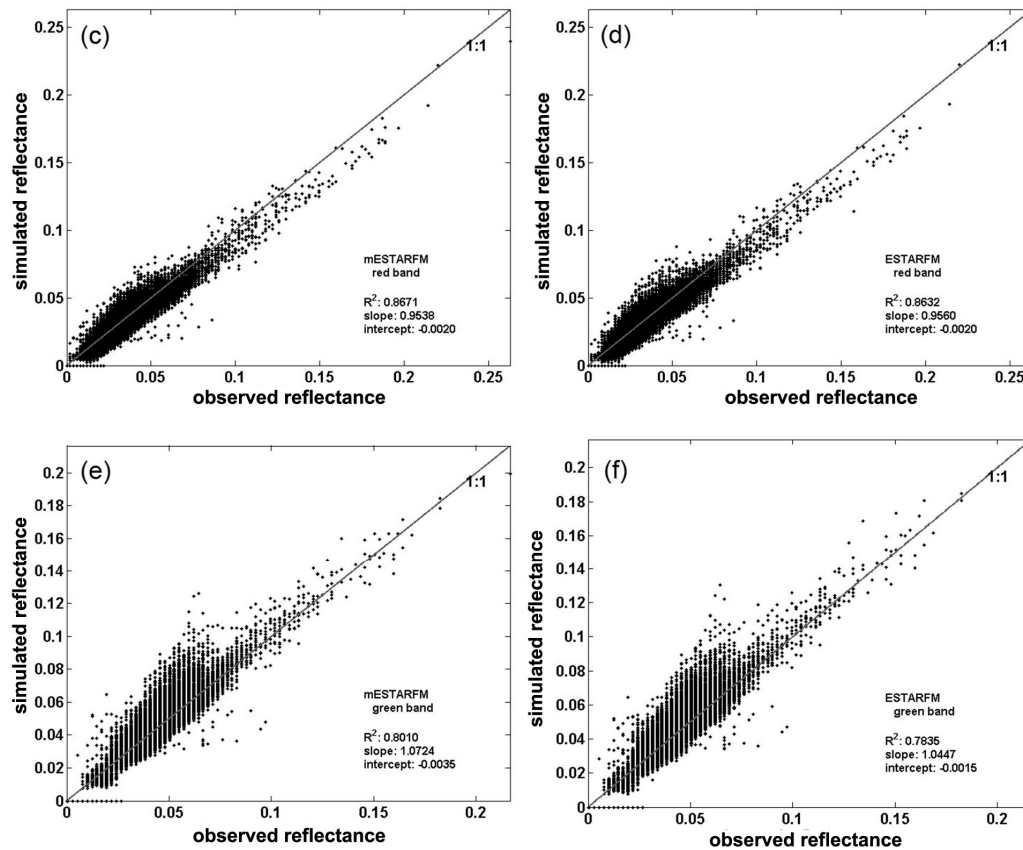 (c)
0.25
0.2
0.15
0.1
0.05
0
simulated reflectance
1:1
mESTARFM
red band
R²: 0.8671
slope: 0.9538
intercept: -0.0020
0 0.05 0.1 0.15 0.2 0.25
observed reflectance
(d)
0.25
0.2
0.15
0.1
0.05
0
simulated reflectance
1:1
ESTARFM
red band
R²: 0.8632
slope: 0.9560
intercept: -0.0020
0 0.05 0.1 0.15 0.2 0.25
observed reflectance
(e)
0.2
0.18
0.16
0.14
0.12
0.1
0.08
0.06
0.04
0.02
0
simulated reflectance
1:1
mESTARFM
green band
R²: 0.8010
slope: 1.0724
intercept: -0.0035
0 0.05 0.1 0.15 0.2
observed reflectance
(f)
0.2
0.18
0.16
0.14
0.12
0.1
0.08
0.06
0.04
0.02
0
simulated reflectance
1:1
ESTARFM
green band
R²: 0.7835
slope: 1.0447
intercept: -0.0015
0 0.05 0.1 0.15 0.2
observed reflectance